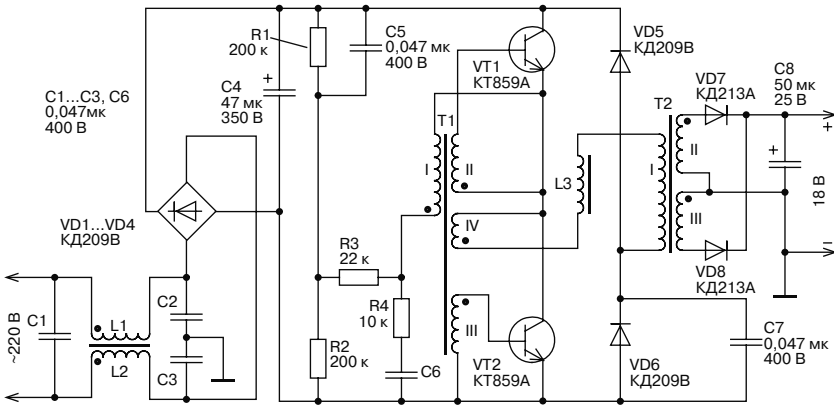 R1
200 к
C5
0,047 мк
400 В
C1...C3, C6
0,047мк
400 В
C4
47 мк
350 В
+
VT1
КТ859А
VD5
КД209В
VD7
КД213А
C8
50 мк
25 В
T1
I
II
IV
III
L3
T2
I
II
III
+
+
18 В
–
VD1...VD4
КД209В
R3
22 к
R4
10 к
VD8
КД213А
~220 В
C1
L1
L2
C2
C3
R2
200 к
C6
VT2
КТ859А
VD6
КД209В
C7
0,047 мк
400 В